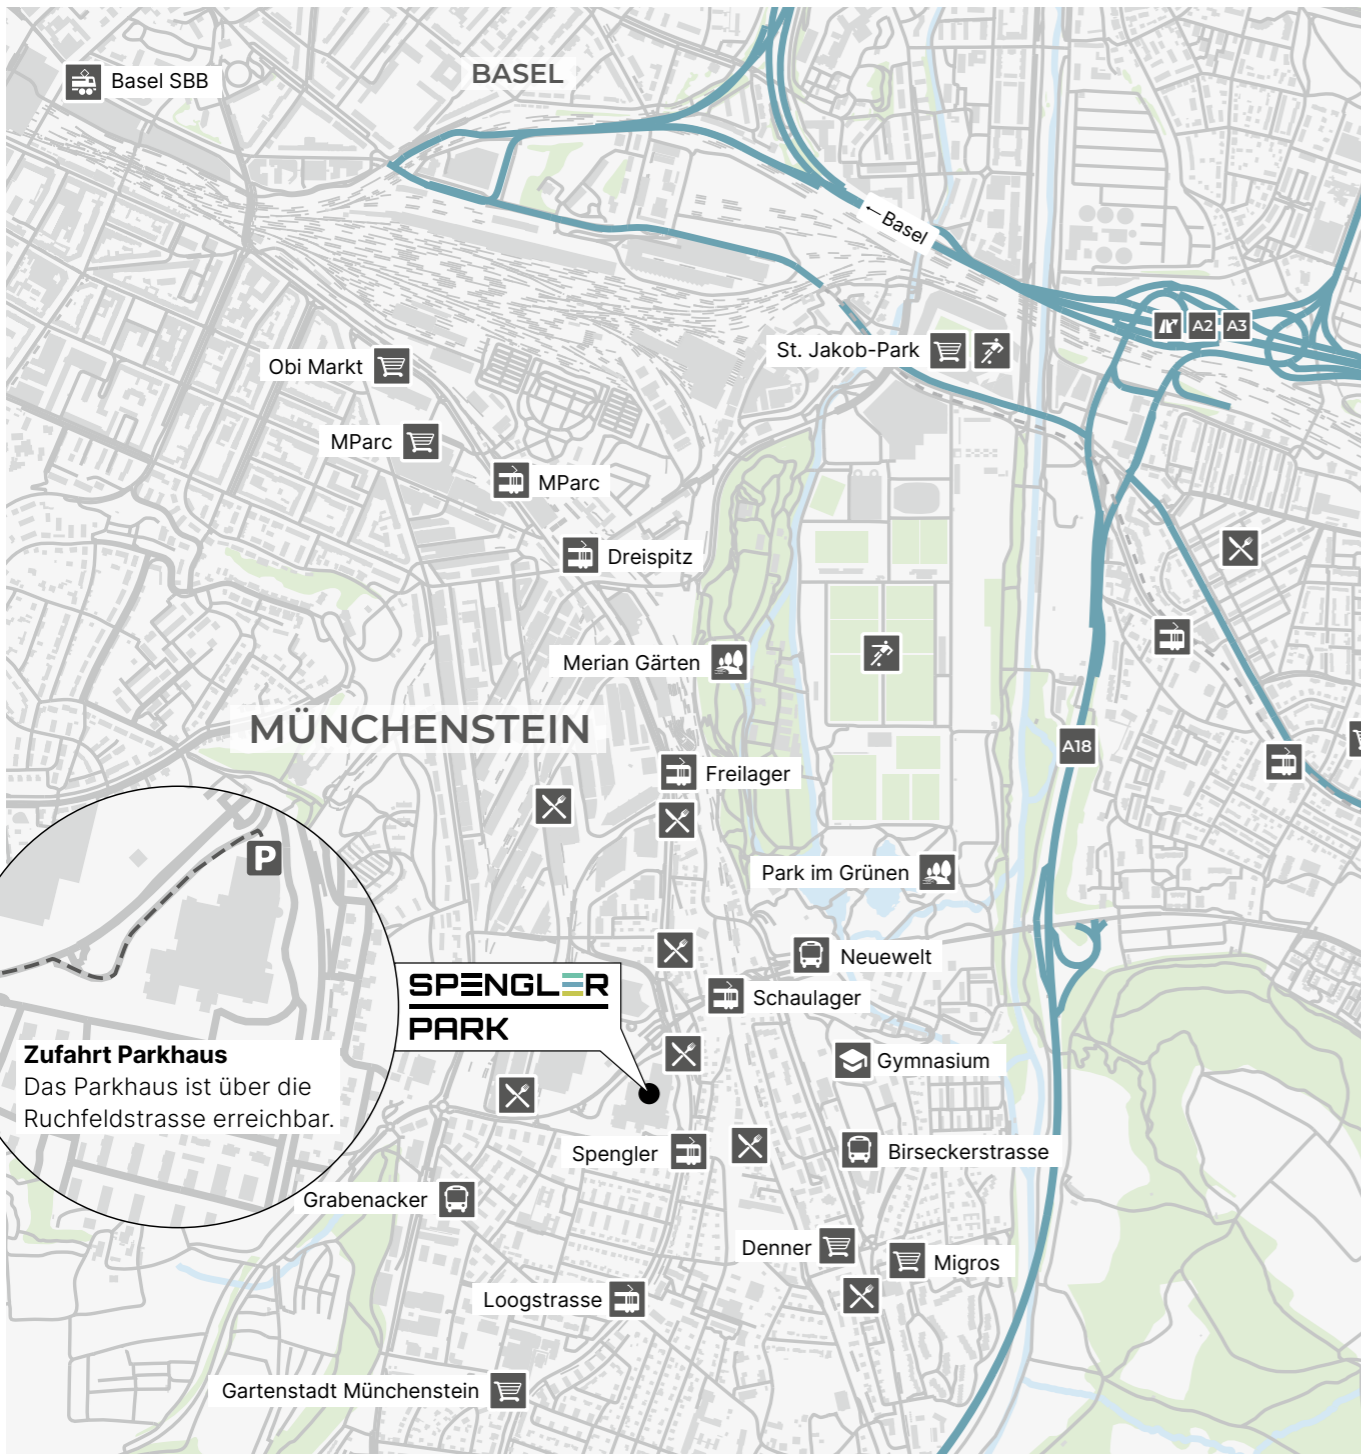 BASEL
Basel SBB
←Basel
A2
A3
St. Jakob-Park
Obi Markt
MParc
MParc
Dreispitz
Merian Gärten
MÜNCHENSTEIN
A18
Freilager
P
Park im Grünen
Neuewelt
SPENGLER
PARK
Schaulager
Zufahrt Parkhaus
Das Parkhaus ist über die
Ruchfeldstrasse erreichbar.
Gymnasium
Spengler
Birseckerstrasse
Grabenacker
Denner
Migros
Loogstrasse
Gartenstadt Münchenstein